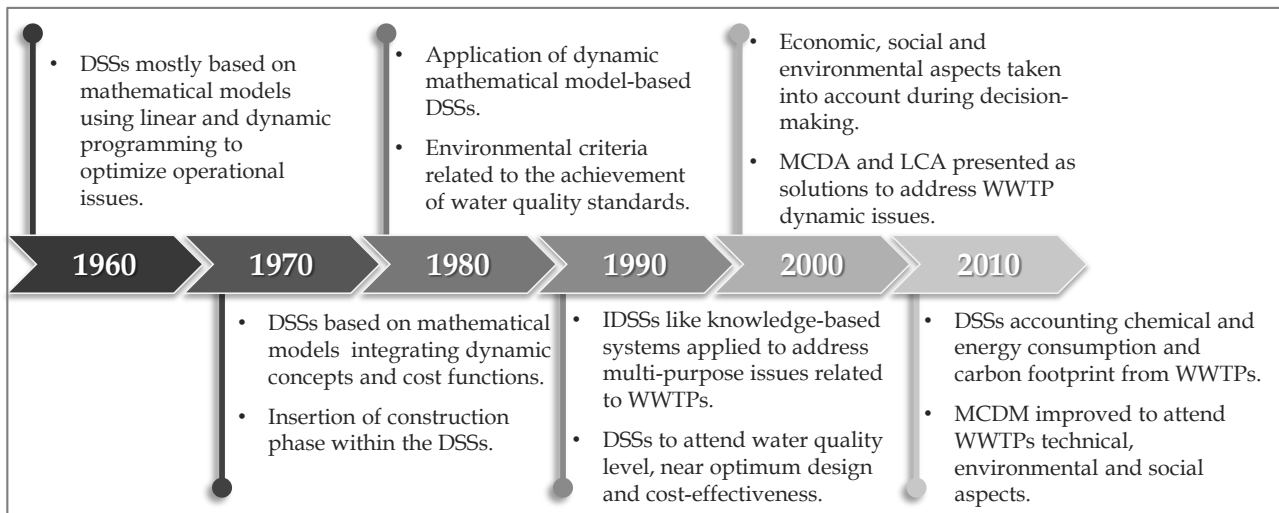 • DSSs mostly based on
mathematical models
using linear and dynamic
programming to
optimize operational
issues.
• Application of dynamic
mathematical model-based
DSSs.
• Environmental criteria
related to the achievement
of water quality standards.
• Economic, social and
environmental aspects taken
into account during decision-
making.
• MCDA and LCA presented as
solutions to address WWTP
dynamic issues.
1960 1970 1980 1990 2000 2010
• DSSs based on mathematical
models integrating dynamic
concepts and cost functions.
• Insertion of construction
phase within the DSSs.
• IDSSs like knowledge-based
systems applied to address
multi-purpose issues related
to WWTPs.
• DSSs to attend water quality
level, near optimum design
and cost-effectiveness.
• DSSs accounting chemical and
energy consumption and
carbon footprint from WWTPs.
• MCDM improved to attend
WWTPs technical,
environmental and social
aspects.